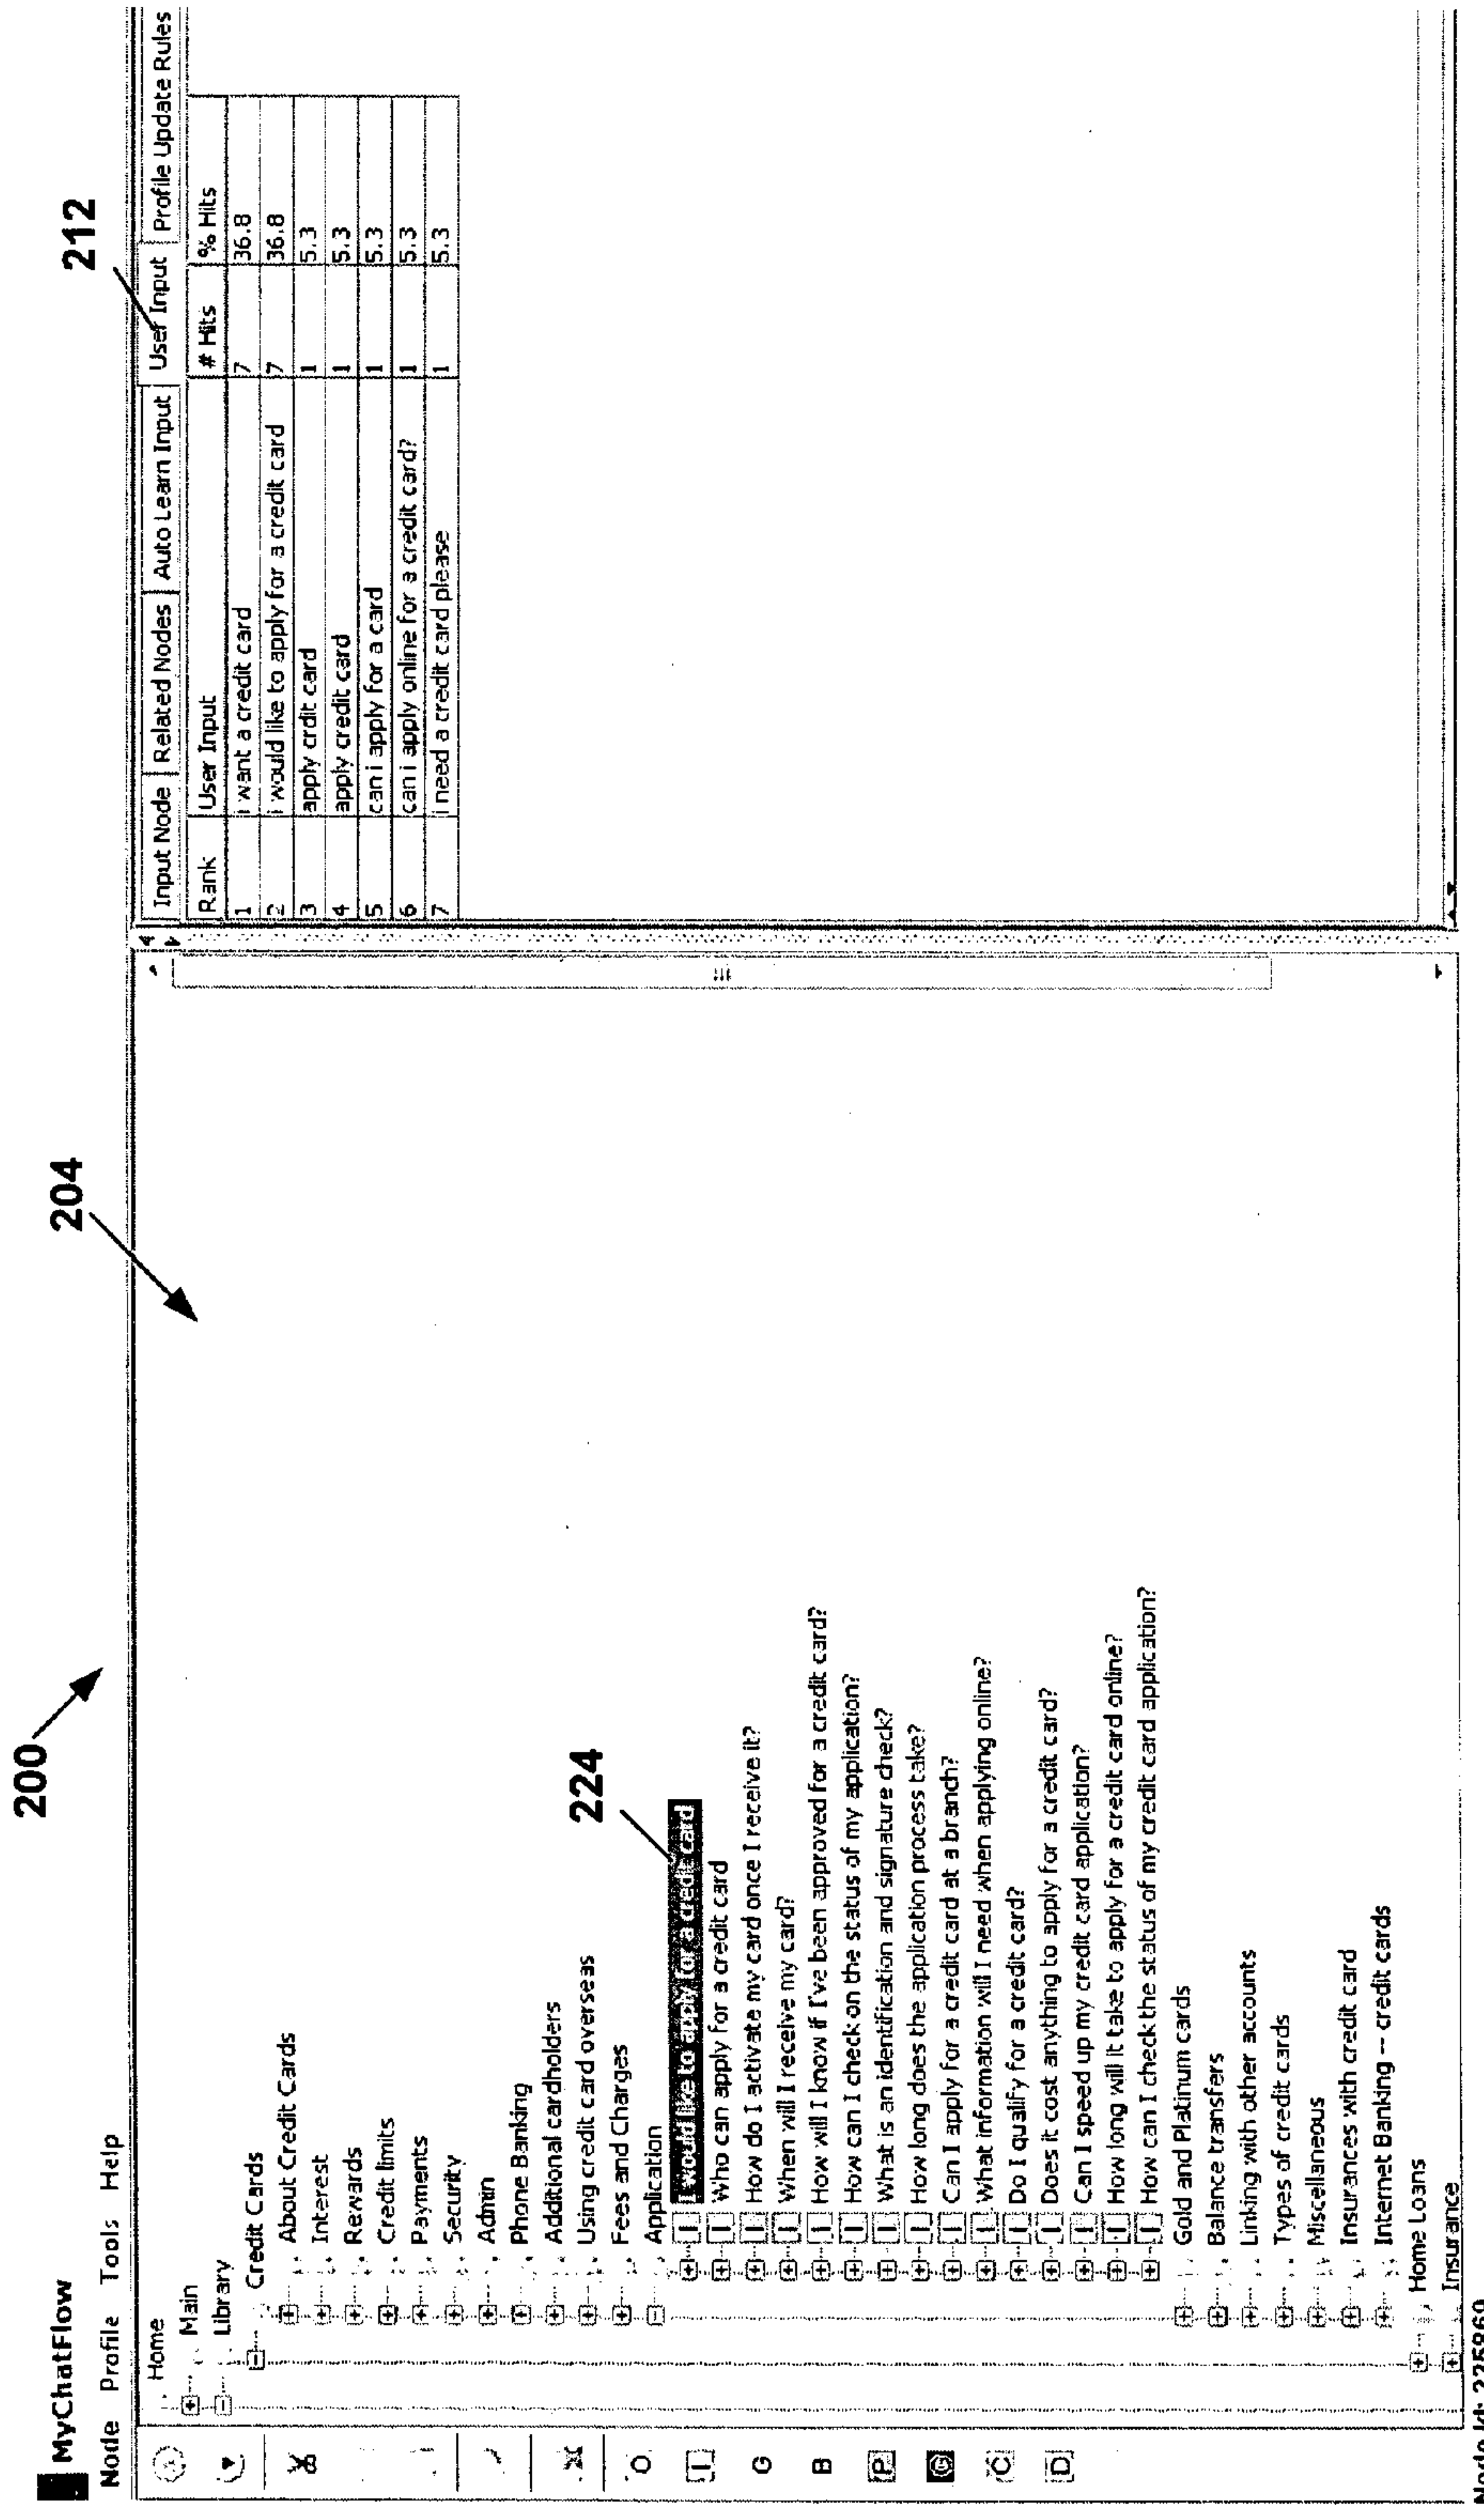 200
204
212
MyChatFlow
Node Profile Tools Help
Home
Main
Library
Credit Cards
About Credit Cards
Interest
Rewards
Credit limits
Payments
Security
Admin
Phone Banking
Additional cardholders
Using credit card overseas
Fees and Charges
Application
224
I I would like to apply for a credit card
I Who can apply for a credit card
I How do I activate my card once I receive it?
I When will I receive my card?
I How will I know if I've been approved for a credit card?
I How can I check on the status of my application?
I What is an identification and signature check?
I How long does the application process take?
I Can I apply for a credit card at a branch?
I What information will I need when applying online?
I Do I qualify for a credit card?
I Does it cost anything to apply for a credit card?
I Can I speed up my credit card application?
I How long will it take to apply for a credit card online?
I How can I check the status of my credit card application?
Gold and Platinum cards
Balance transfers
Linking with other accounts
Types of credit cards
Miscellaneous
Insurances with credit card
Internet Banking -- credit cards
Home Loans
Insurance
O
I
G
B
P
G
C
D
Input Node Related Nodes Auto Learn Input User Input Profile Update Rules
Rank User Input # Hits % Hits
1 i want a credit card 7 36.8
2 i would like to apply for a credit card 7 36.8
3 apply crdit card 1 5.3
4 apply credit card 1 5.3
5 can i apply for a card 1 5.3
6 can i apply online for a credit card? 1 5.3
7 i need a credit card please 1 5.3